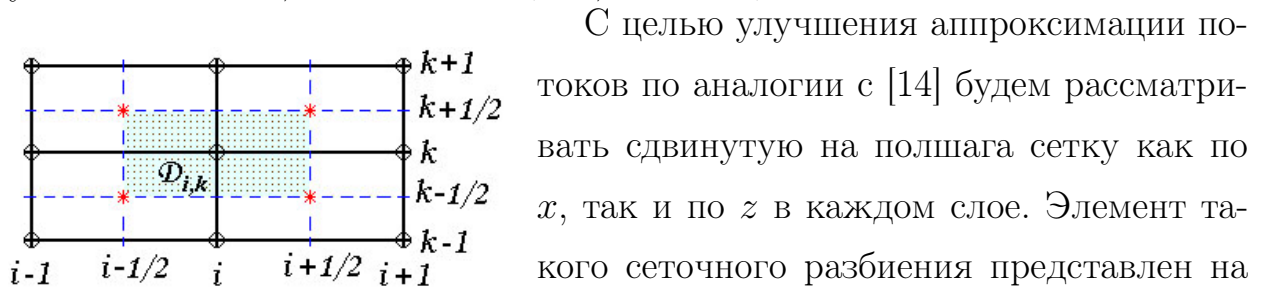 k+1
k+1/2
k
𝒟i,k
k-1/2
k-1
i-1 i-1/2 i i+1/2 i+1
С целью улучшения аппроксимации по-
токов по аналогии с [14] будем рассматри-
вать сдвинутую на полшага сетку как по
x, так и по z в каждом слое. Элемент та-
кого сеточного разбиения представлен на